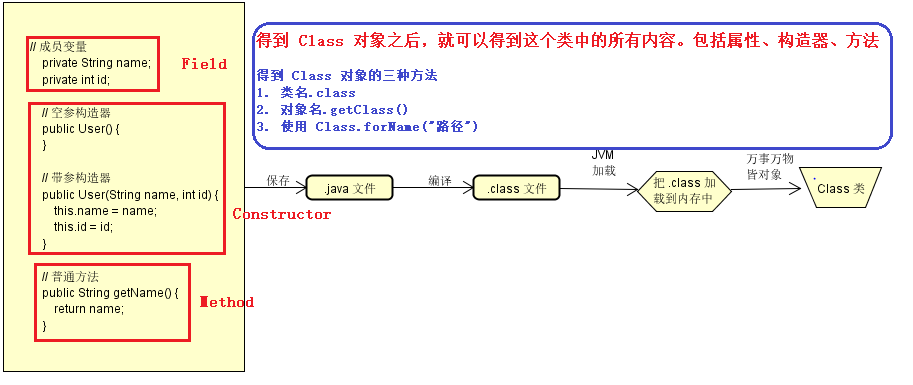 // 成员变量
private String name;
private int id;
Field
// 空参构造器
public User() {
}
// 带参构造器
public User(String name, int id) {
this.name = name;
this.id = id;
}
Constructor
// 普通方法
public String getName() {
return name;
}
Method
得到 Class 对象之后，就可以得到这个类中的所有内容。包括属性、构造器、方法
得到 Class 对象的三种方法
1. 类名.class
2. 对象名.getClass()
3. 使用 Class.forName("路径")
保存
.java 文件
编译
.class 文件
JVM
加载
把 .class 加
载到内存中
万事万物
皆对象
Class 类